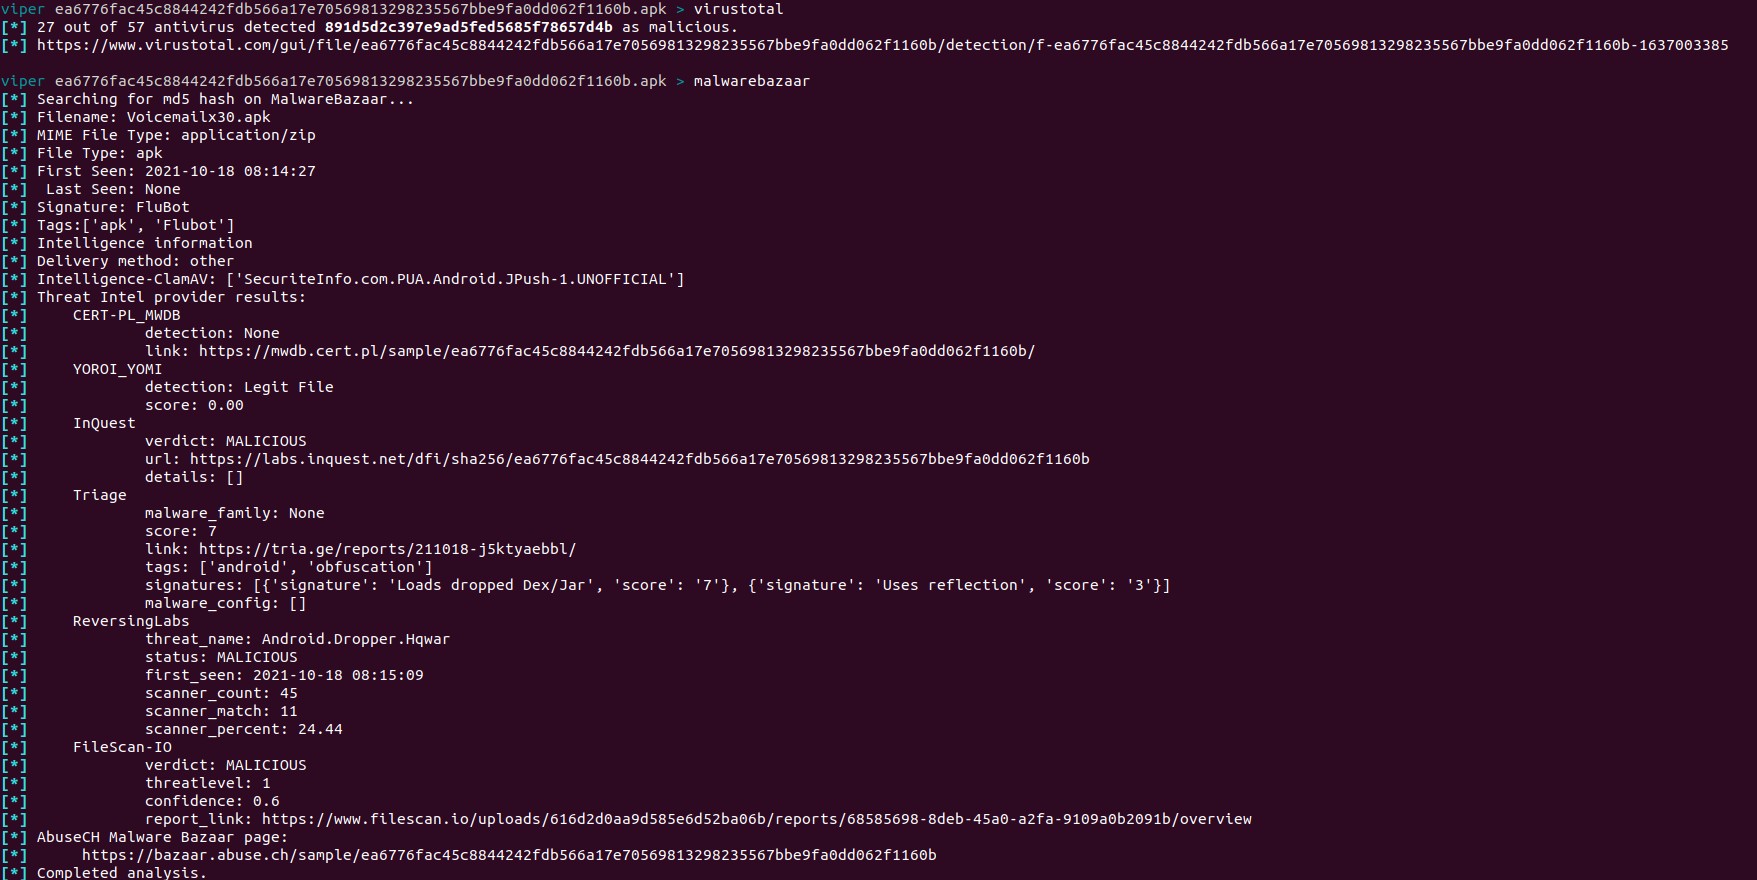 viper ea6776fac45c8844242fdb566a17e70569813298235567bbe9fa0dd062f1160b.apk > virustotal
[*] 27 out of 57 antivirus detected 891d5d2c397e9ad5fed5685f78657d4b as malicious.
[*] https://www.virustotal.com/gui/file/ea6776fac45c8844242fdb566a17e70569813298235567bbe9fa0dd062f1160b/detection/f-ea6776fac45c8844242fdb566a17e70569813298235567bbe9fa0dd062f1160b-1637003385
viper ea6776fac45c8844242fdb566a17e70569813298235567bbe9fa0dd062f1160b.apk > malwarebazaar
[*] Searching for md5 hash on MalwareBazaar...
[*] Filename: Voicemailx30.apk
[*] MIME File Type: application/zip
[*] File Type: apk
[*] First Seen: 2021-10-18 08:14:27
[*]  Last Seen: None
[*] Signature: FluBot
[*] Tags:['apk', 'Flubot']
[*] Intelligence information
[*] Delivery method: other
[*] Intelligence-ClamAV: ['SecuriteInfo.com.PUA.Android.JPush-1.UNOFFICIAL']
[*] Threat Intel provider results:
[*]     CERT-PL_MWDB
[*]             detection: None
[*]             link: https://mwdb.cert.pl/sample/ea6776fac45c8844242fdb566a17e70569813298235567bbe9fa0dd062f1160b/
[*]     YOROI_YOMI
[*]             detection: Legit File
[*]             score: 0.00
[*]     InQuest
[*]             verdict: MALICIOUS
[*]             url: https://labs.inquest.net/dfi/sha256/ea6776fac45c8844242fdb566a17e70569813298235567bbe9fa0dd062f1160b
[*]             details: []
[*]     Triage
[*]             malware_family: None
[*]             score: 7
[*]             link: https://tria.ge/reports/211018-j5ktyaebbl/
[*]             tags: ['android', 'obfuscation']
[*]             signatures: [{'signature': 'Loads dropped Dex/Jar', 'score': '7'}, {'signature': 'Uses reflection', 'score': '3'}]
[*]             malware_config: []
[*]     ReversingLabs
[*]             threat_name: Android.Dropper.Hqwar
[*]             status: MALICIOUS
[*]             first_seen: 2021-10-18 08:15:09
[*]             scanner_count: 45
[*]             scanner_match: 11
[*]             scanner_percent: 24.44
[*]     FileScan-IO
[*]             verdict: MALICIOUS
[*]             threatlevel: 1
[*]             confidence: 0.6
[*]             report_link: https://www.filescan.io/uploads/616d2d0aa9d585e6d52ba06b/reports/68585698-8deb-45a0-a2fa-9109a0b2091b/overview
[*] AbuseCH Malware Bazaar page:
[*]      https://bazaar.abuse.ch/sample/ea6776fac45c8844242fdb566a17e70569813298235567bbe9fa0dd062f1160b
[*] Completed analysis.